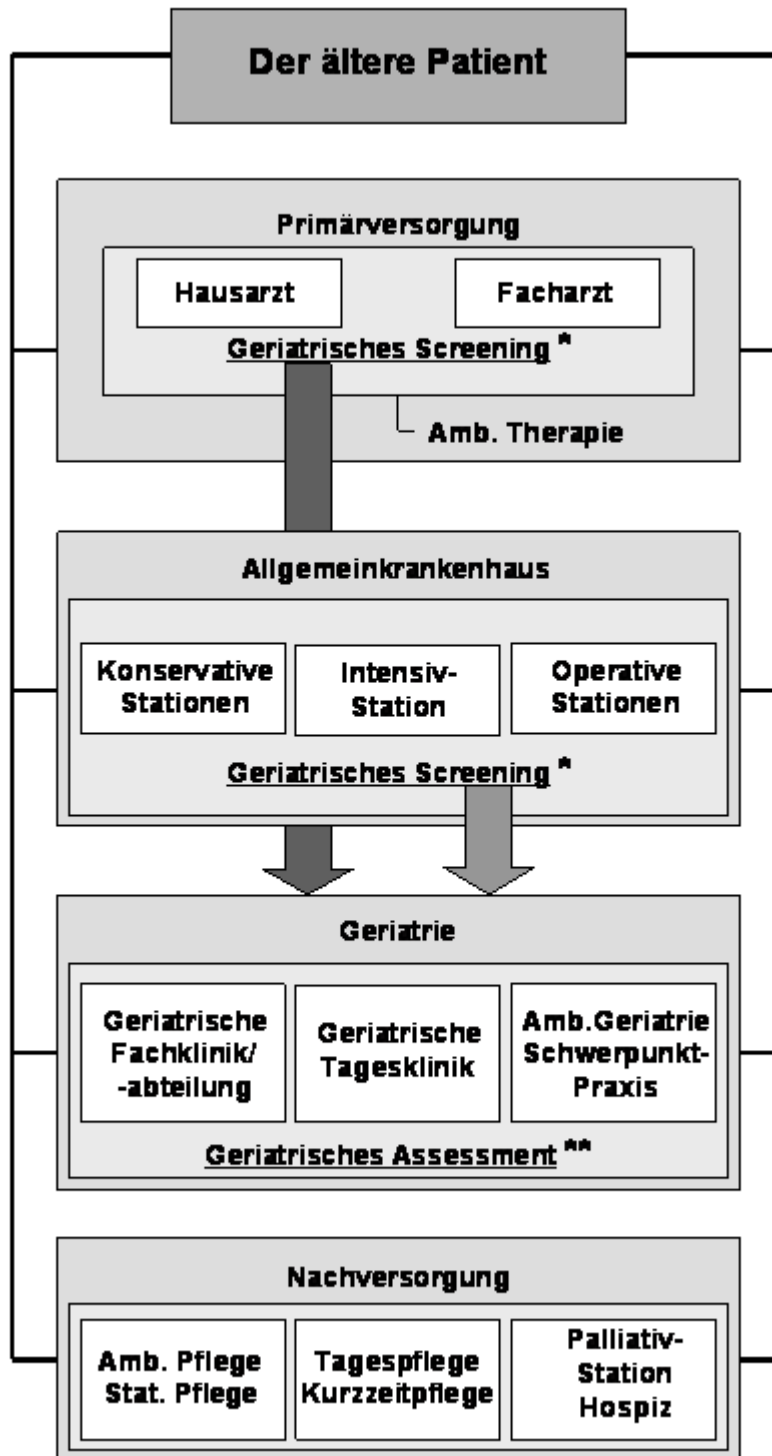 Der ältere Patient
Primärversorgung
Hausarzt
Facharzt
Geriatrisches Screening *
Amb. Therapie
Allgemeinkrankenhaus
Konservative
Stationen
Intensiv-
Station
Operative
Stationen
Geriatrisches Screening *
Geriatrie
Geriatrische
Fachklinik/
-abteilung
Geriatrische
Tagesklinik
Amb.Geriatrie
Schwerpunkt-
Praxis
Geriatrisches Assessment **
Nachversorgung
Amb. Pflege
Stat. Pflege
Tagespflege
Kurzzeitpflege
Palliativ-
Station
Hospiz